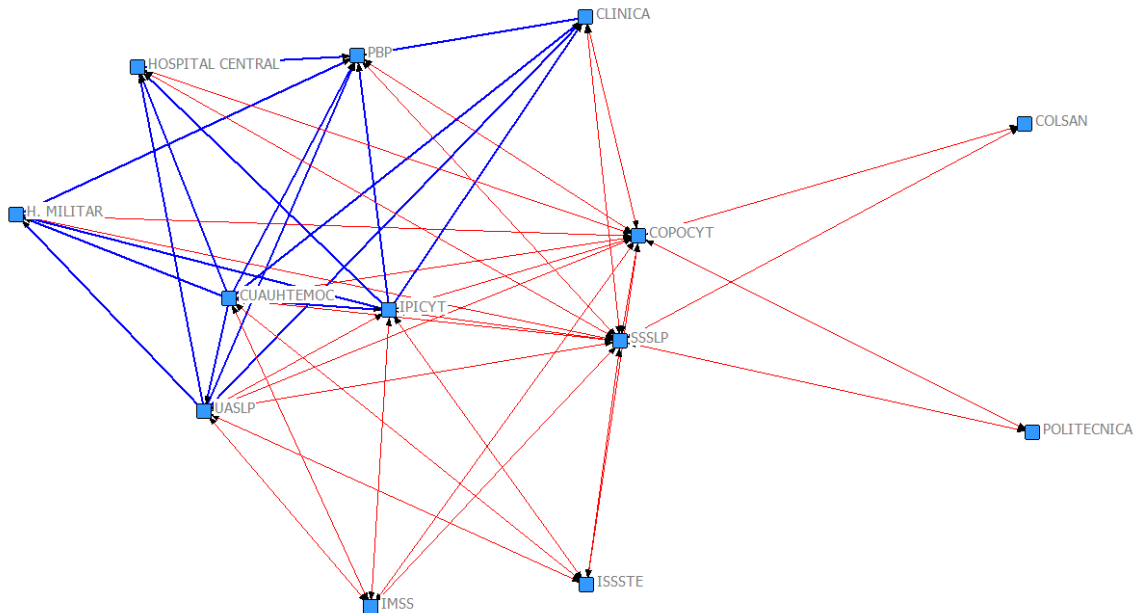 CLINICA
PBP
HOSPITAL CENTRAL
COLSAN
H. MILITAR
COPOCYT
CUAUHTEMOC
IPICYT
SSSLP
UASLP
POLITECNICA
ISSSTE
IMSS